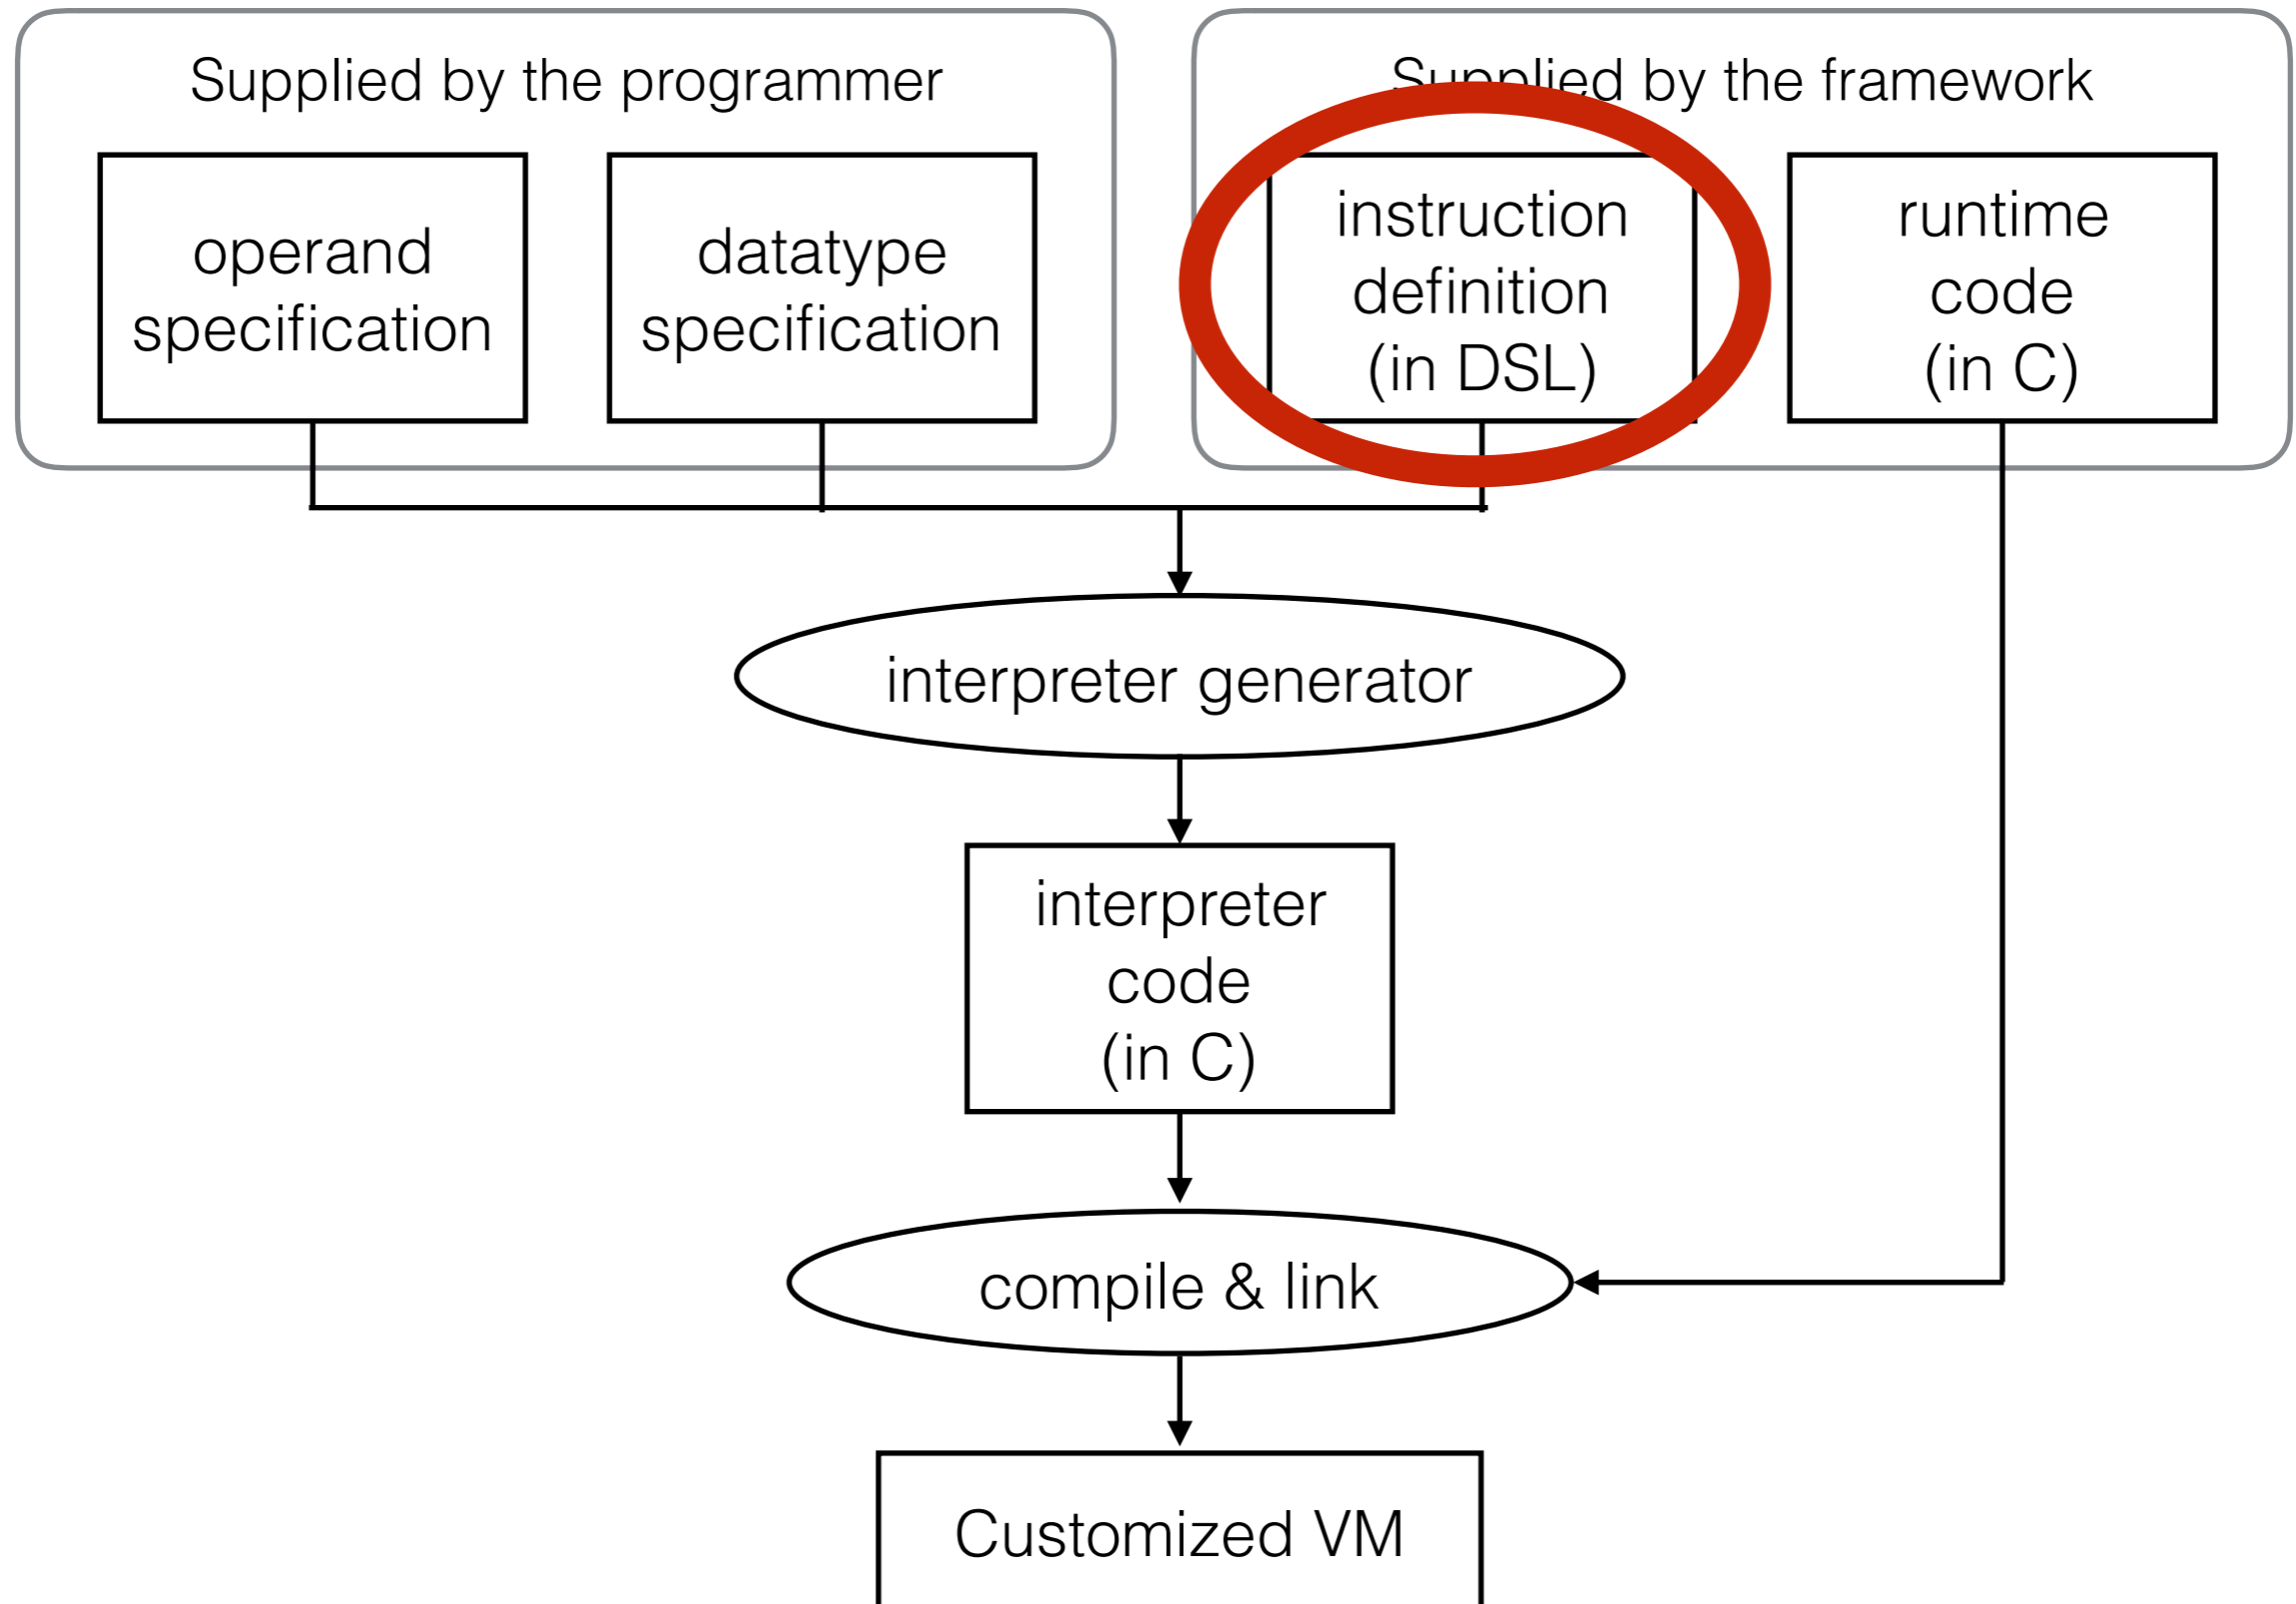 Supplied by the programmer
Supplied by the framework
operand
specification
datatype
specification
instruction
definition
(in DSL)
runtime
code
(in C)
interpreter generator
interpreter
code
(in C)
compile & link
Customized VM